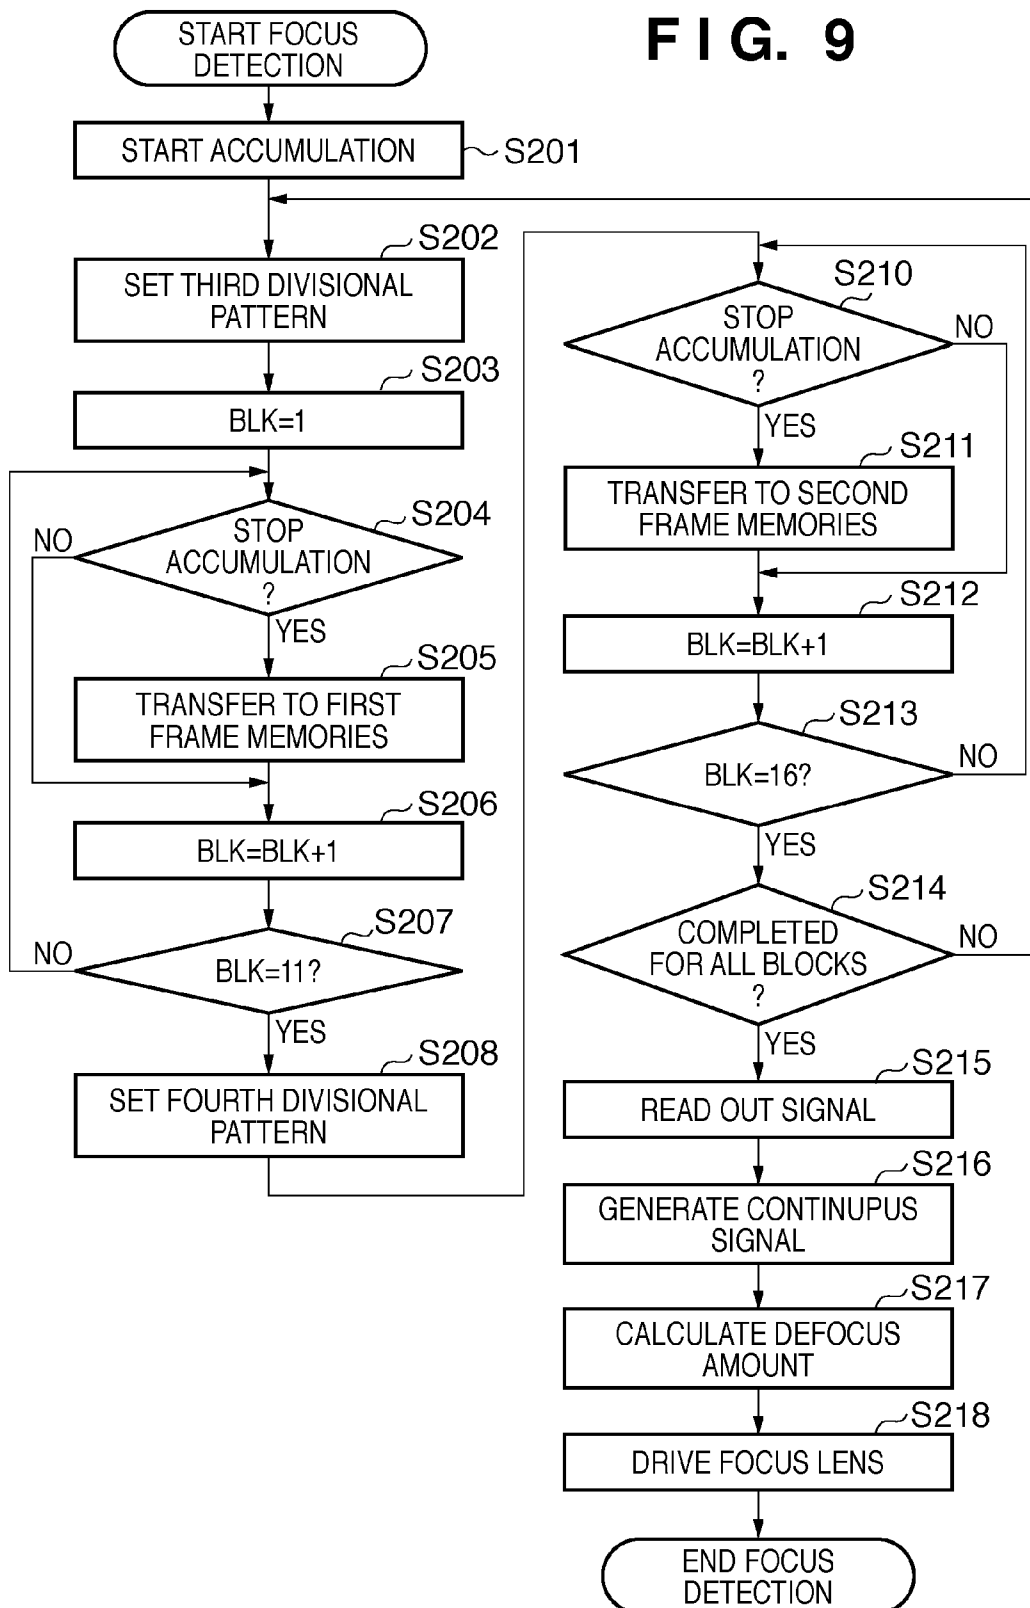 FIG. 9
START FOCUS
DETECTION
START ACCUMULATION
S201
S202
SET THIRD DIVISIONAL
PATTERN
S203
BLK=1
S204
STOP
ACCUMULATION
?
NO
YES
S205
TRANSFER TO FIRST
FRAME MEMORIES
S206
BLK=BLK+1
S207
BLK=11?
NO
YES
S208
SET FOURTH DIVISIONAL
PATTERN
S210
STOP
ACCUMULATION
?
NO
YES
S211
TRANSFER TO SECOND
FRAME MEMORIES
S212
BLK=BLK+1
S213
BLK=16?
NO
YES
S214
COMPLETED
FOR ALL BLOCKS
?
NO
YES
S215
READ OUT SIGNAL
S216
GENERATE CONTINUPUS
SIGNAL
S217
CALCULATE DEFOCUS
AMOUNT
S218
DRIVE FOCUS LENS
END FOCUS
DETECTION